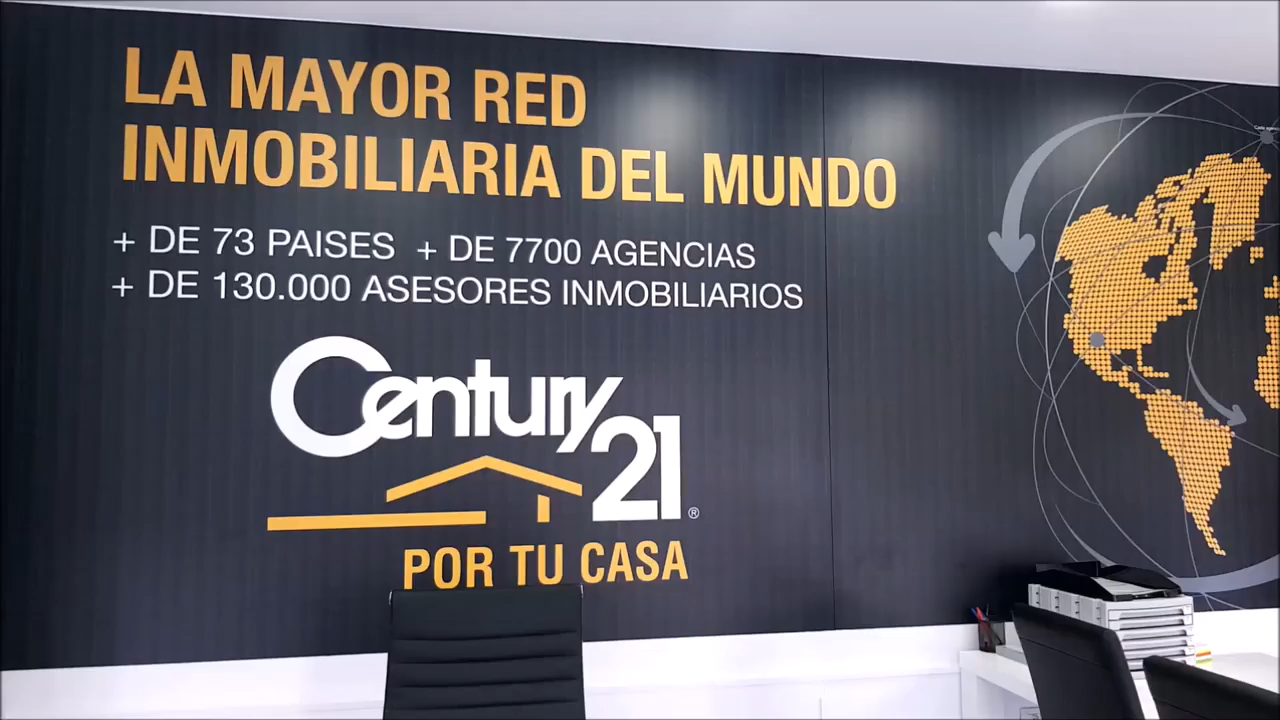 LA MAYOR RED
INMOBILIARIA DEL MUNDO
+ DE 73 PAISES + DE 7700 AGENCIAS
+ DE 130.000 ASESORES INMOBILIARIOS
Century
21®
POR TU CASA